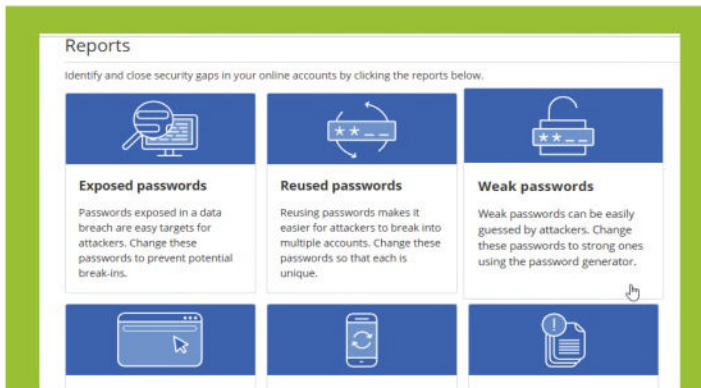 Reports
Identify and close security gaps in your online accounts by clicking the reports below.
Exposed passwords
Passwords exposed in a data
breach are easy targets for
attackers. Change these
passwords to prevent potential
break-ins.
Reused passwords
Reusing passwords makes it
easier for attackers to break into
multiple accounts. Change these
passwords so that each is
unique.
Weak passwords
Weak passwords can be easily
guessed by attackers. Change
these passwords to strong ones
using the password generator.